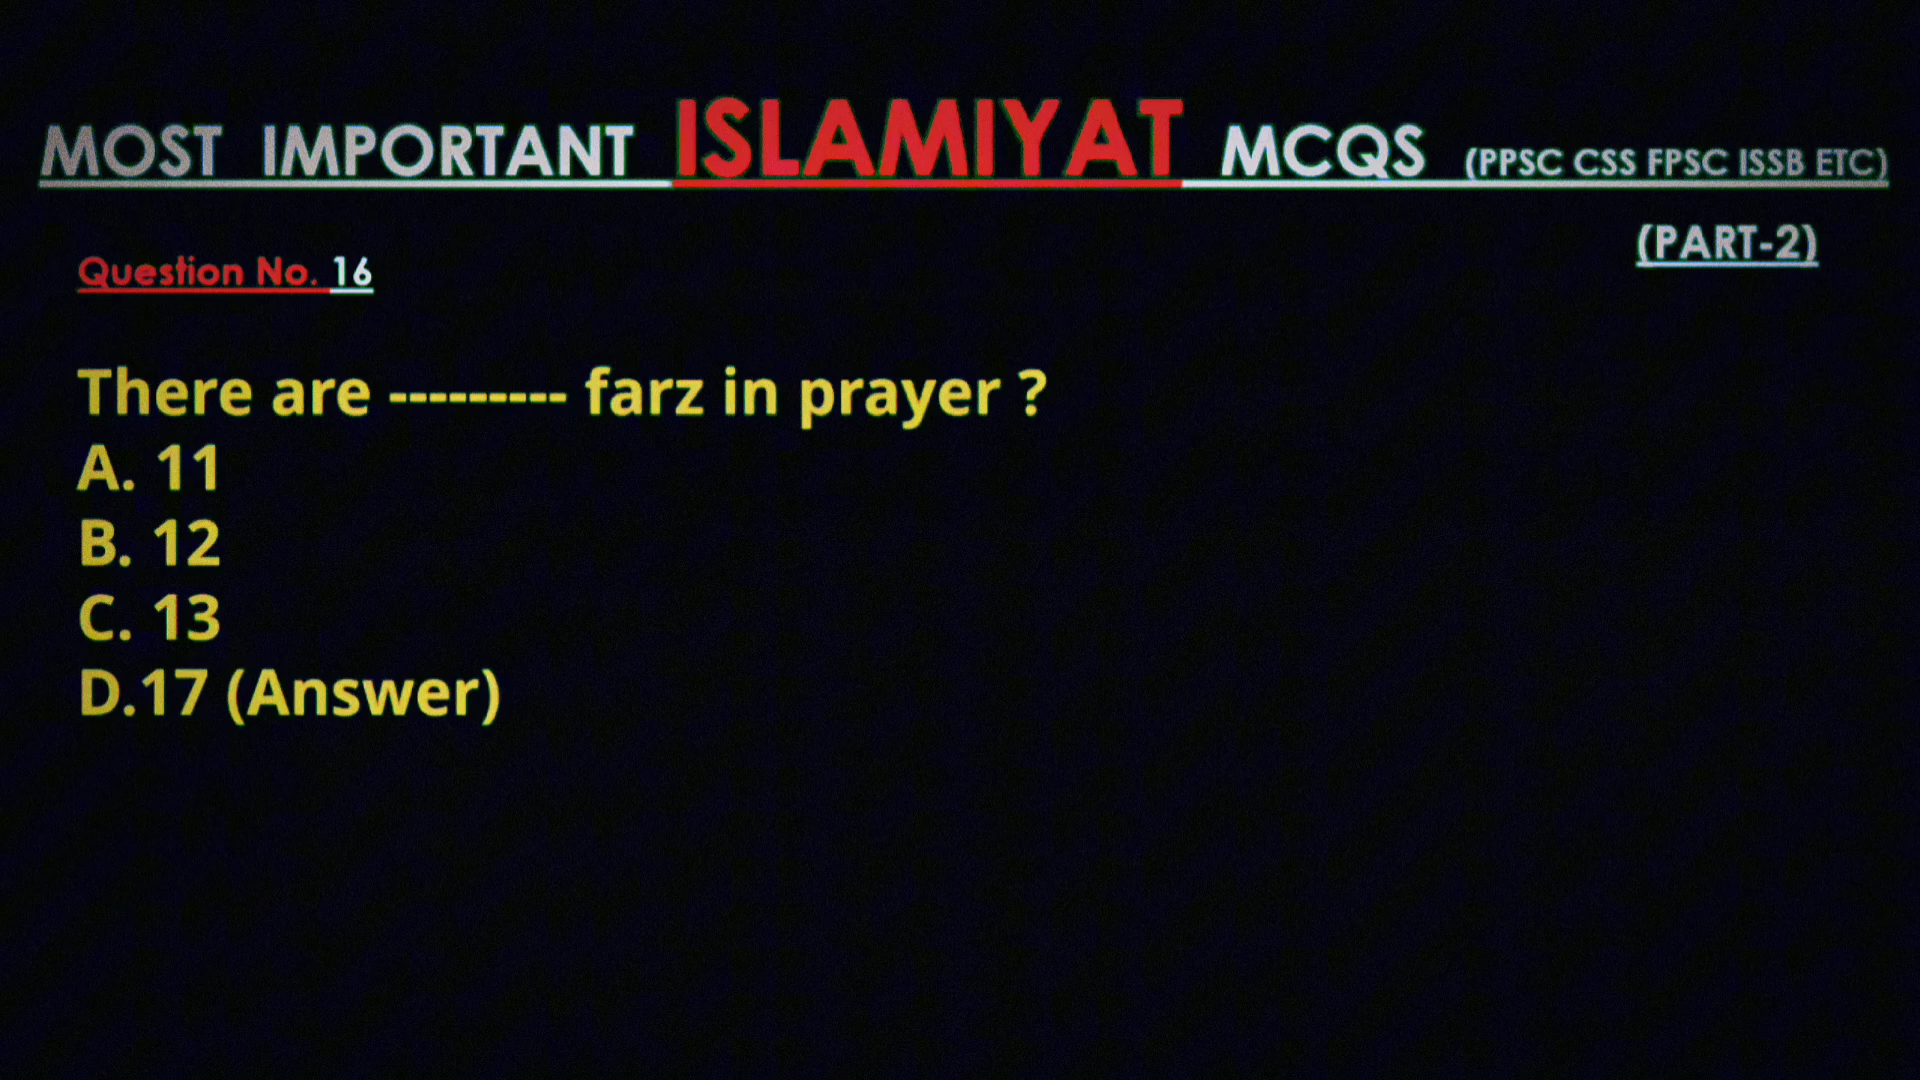 MOST IMPORTANT ISLAMIYAT MCQS (PPSC CSS FPSC ISSB ETC)
(PART-2)
Question No. 16
There are --------- farz in prayer ?
A. 11
B. 12
C. 13
D.17 (Answer)